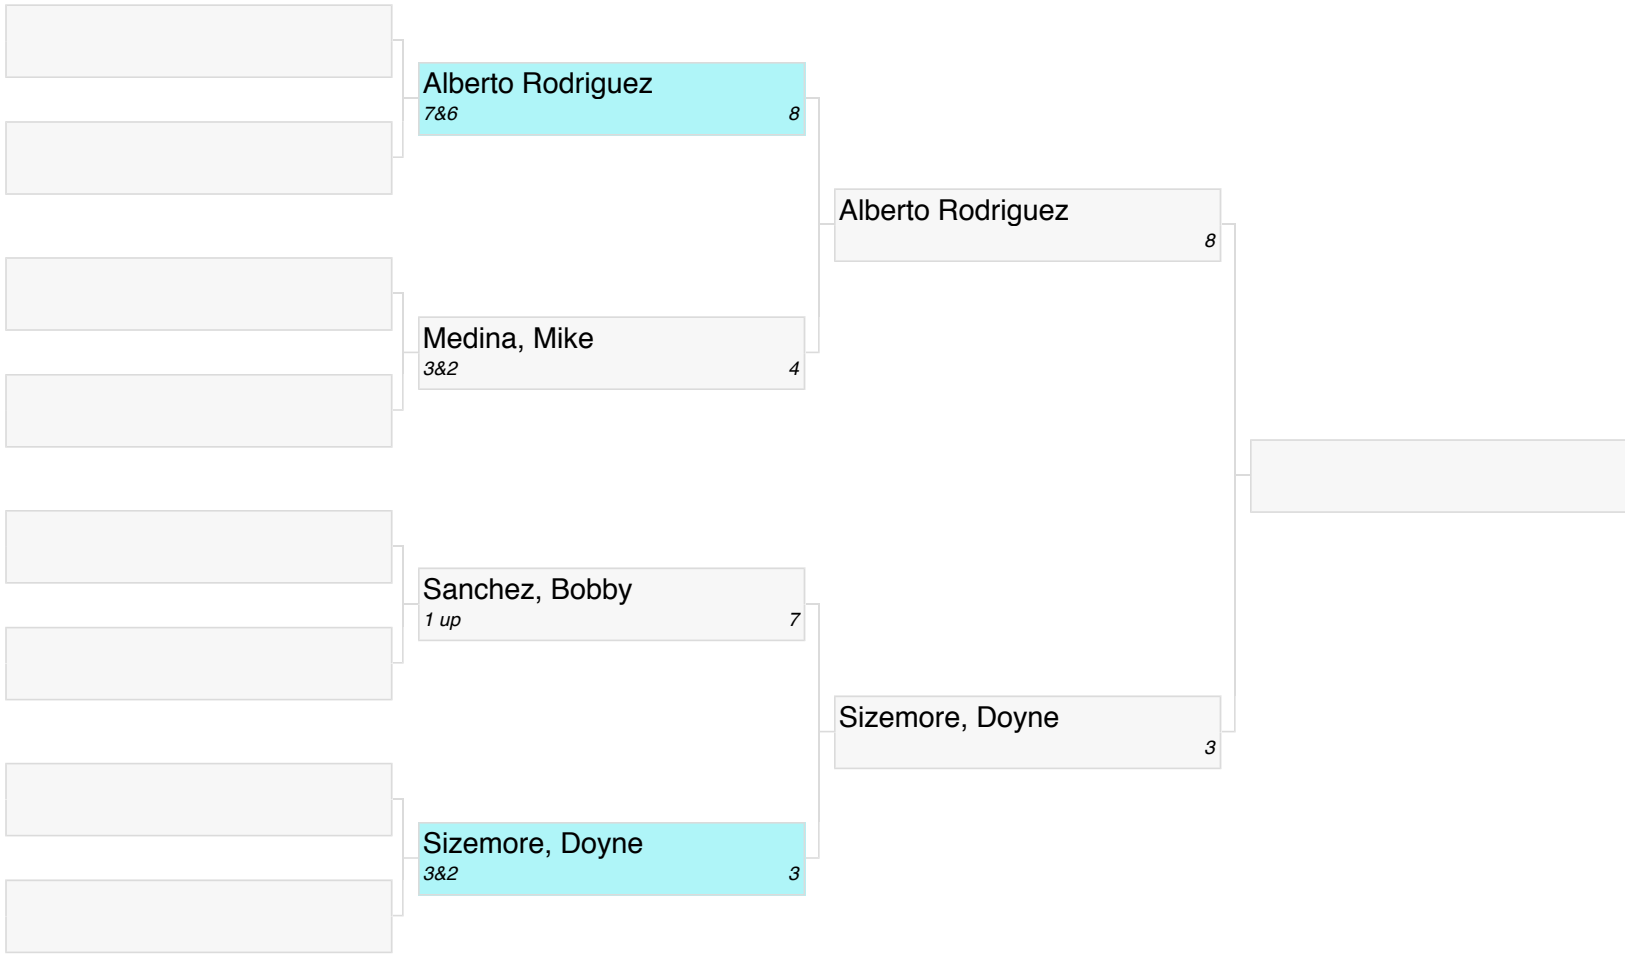 Alberto Rodriguez
7&6 8
Medina, Mike
3&2 4
Sanchez, Bobby
1 up 7
Sizemore, Doyne
3&2 3
Alberto Rodriguez
8
Sizemore, Doyne
3